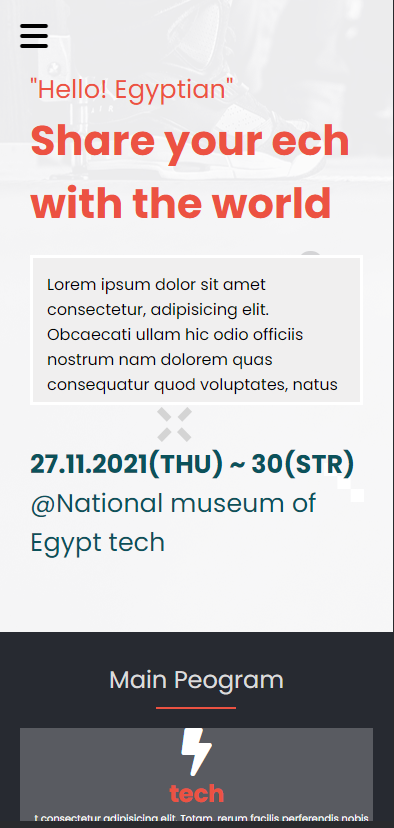 "Hello! Egyptian"
Share your ech
with the world
Lorem ipsum dolor sit amet
consectetur, adipisicing elit.
Obcaecati ullam hic odio officiis
nostrum nam dolorem quas
consequatur quod voluptates, natus
27.11.2021(THU) ~ 30(STR)
@National museum of
Egypt tech
Main Peogram
tech
t consectetur adipisicing elit. Totam, rerum facilis perferendis nobis